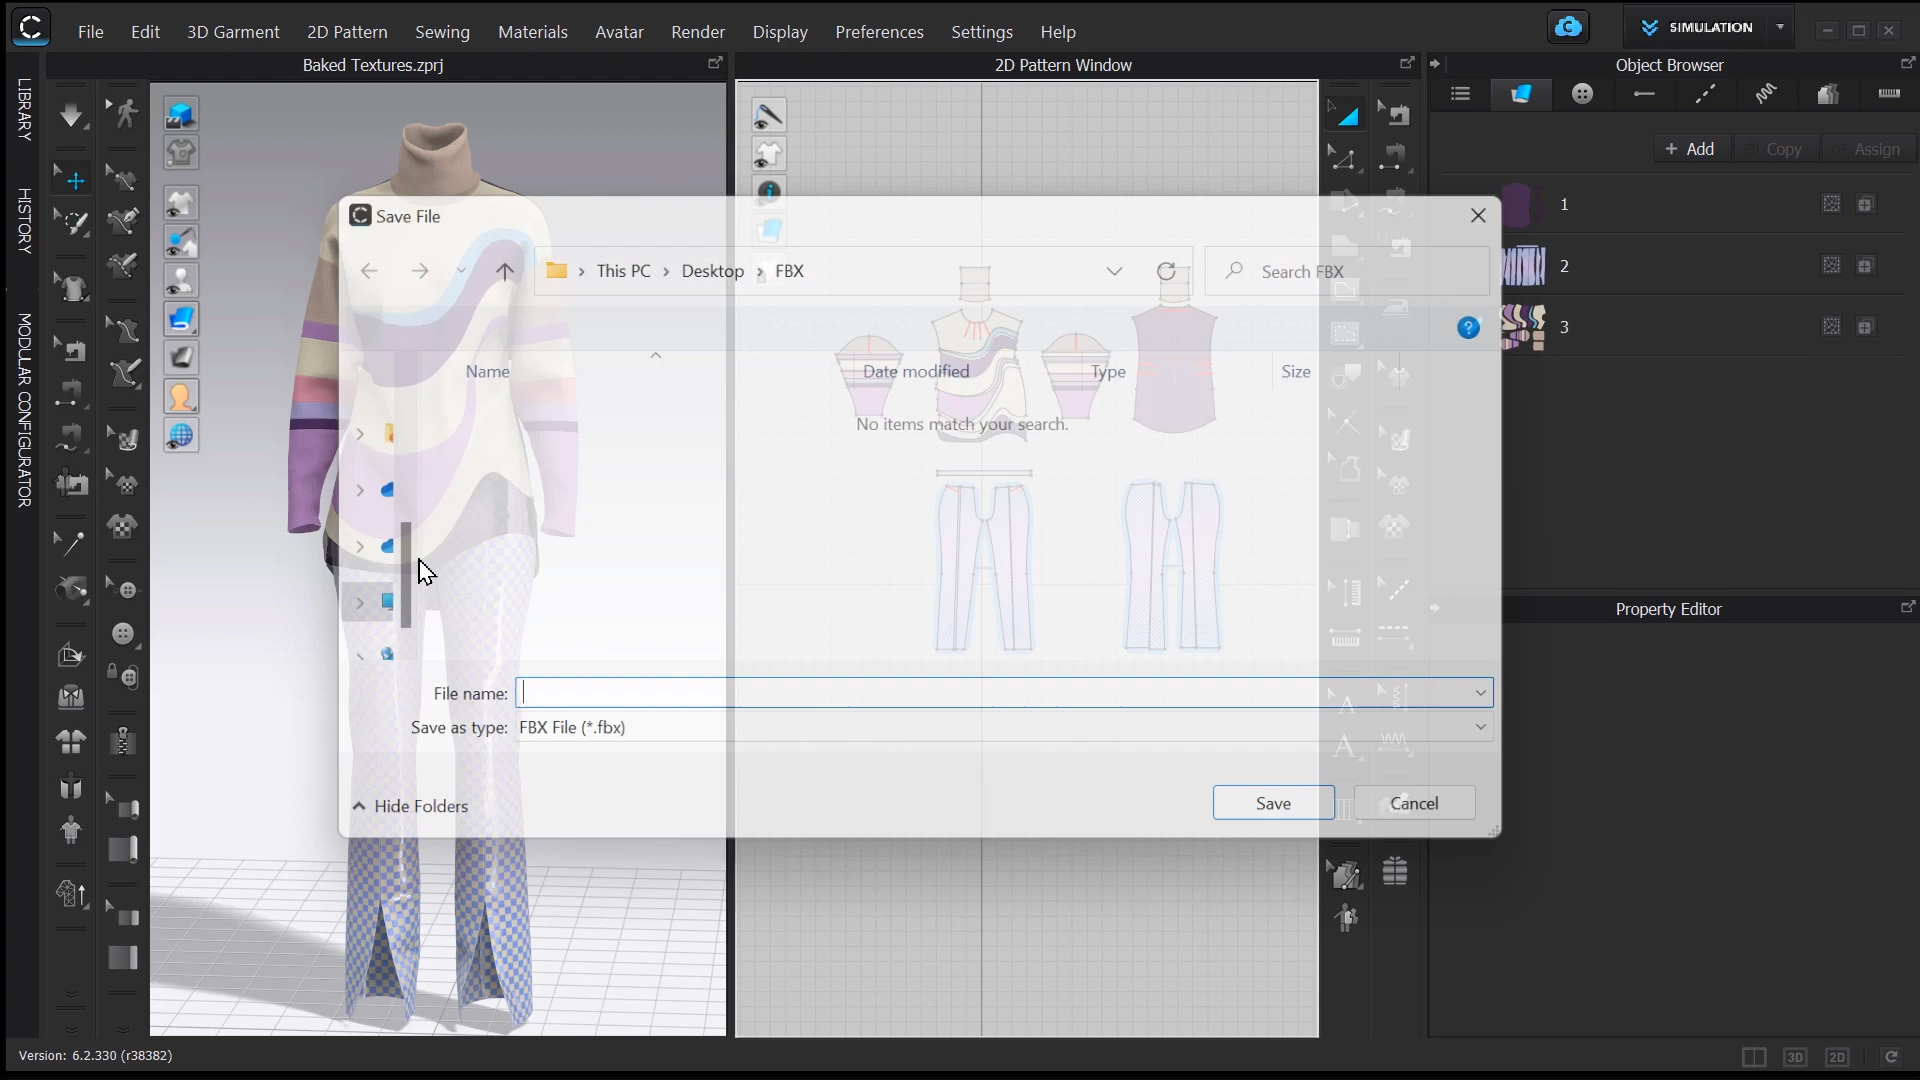 File Edit 3D Garment 2D Pattern Sewing Materials Avatar Render Display Preferences Settings Help
SIMULATION
Baked Textures.zprj
2D Pattern Window
Object Browser
LIBRARY
HISTORY
MODULAR CONFIGURATOR
+ Add Copy Assign
1
2
3
Save File
This PC > Desktop > FBX
Search FBX
Name Date modified Type Size
No items match your search.
File name:
Save as type: FBX File (*.fbx)
Hide Folders
Save Cancel
Property Editor
Version: 6.2.330 (r38382)
3D 2D